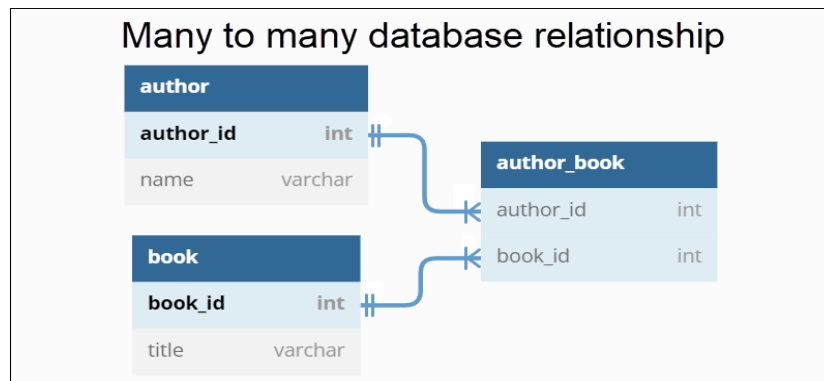 Many to many database relationship
author
author_id int
name varchar
book
book_id int
title varchar
author_book
author_id int
book_id int